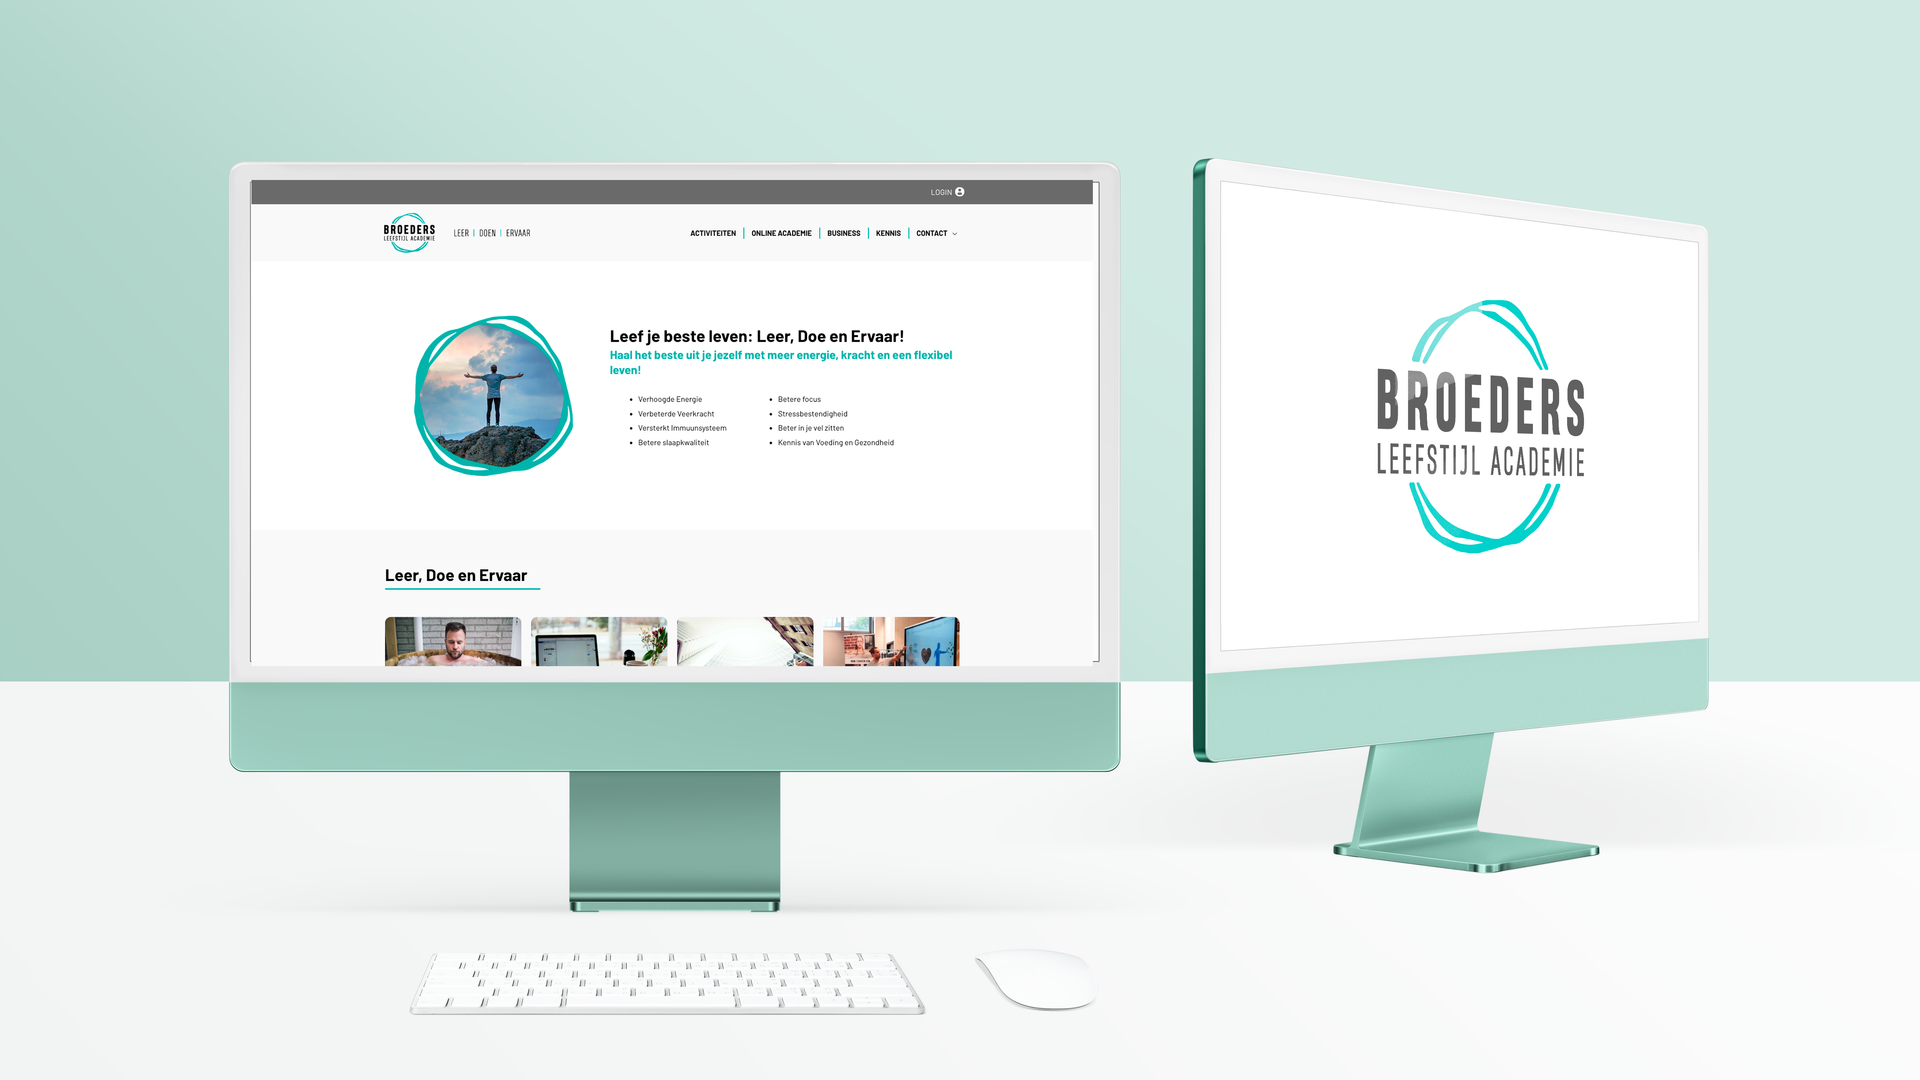 LOGIN
BROEDERS
LEEFSTIJL ACADEMIE
LEER | DOEN | ERVAAR
ACTIVITEITEN | ONLINE ACADEMIE | BUSINESS | KENNIS | CONTACT
Leef je beste leven: Leer, Doe en Ervaar!
Haal het beste uit je jezelf met meer energie, kracht en een flexibel
leven!
• Verhoogde Energie
• Verbeterde Veerkracht
• Versterkt Immuunsysteem
• Betere slaapkwaliteit
• Betere focus
• Stressbestendigheid
• Beter in je vel zitten
• Kennis van Voeding en Gezondheid
Leer, Doe en Ervaar
BROEDERS
LEEFSTIJL ACADEMIE